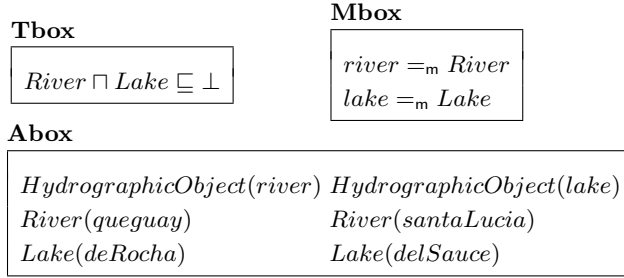 Tbox
River ⊓ Lake ⊑ ⊥
Mbox
river =ₘ River
lake =ₘ Lake
Abox
HydrographicObject(river) HydrographicObject(lake)
River(queguay) River(santaLucia)
Lake(deRocha) Lake(delSauce)